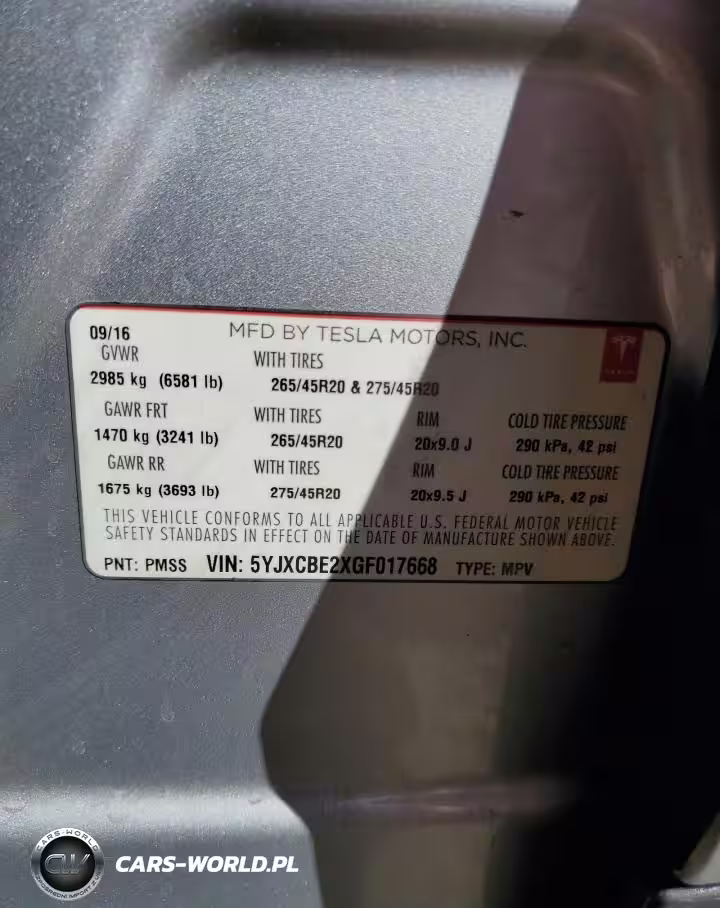 09/16 MFD BY TESLA MOTORS, INC.
GVWR WITH TIRES
2985 kg (6581 lb) 265/45R20 & 275/45R20
GAWR FRT WITH TIRES RIM COLD TIRE PRESSURE
1470 kg (3241 lb) 265/45R20 20x9.0 J 290 kPa, 42 psi
GAWR RR WITH TIRES RIM COLD TIRE PRESSURE
1675 kg (3693 lb) 275/45R20 20x9.5 J 290 kPa, 42 psi
THIS VEHICLE CONFORMS TO ALL APPLICABLE U.S. FEDERAL MOTOR VEHICLE
SAFETY STANDARDS IN EFFECT ON THE DATE OF MANUFACTURE SHOWN ABOVE.
PNT: PMSS VIN: 5YJXCBE2XGF017668 TYPE: MPV
CARS-WORLD
CW
CARS-WORLD.PL